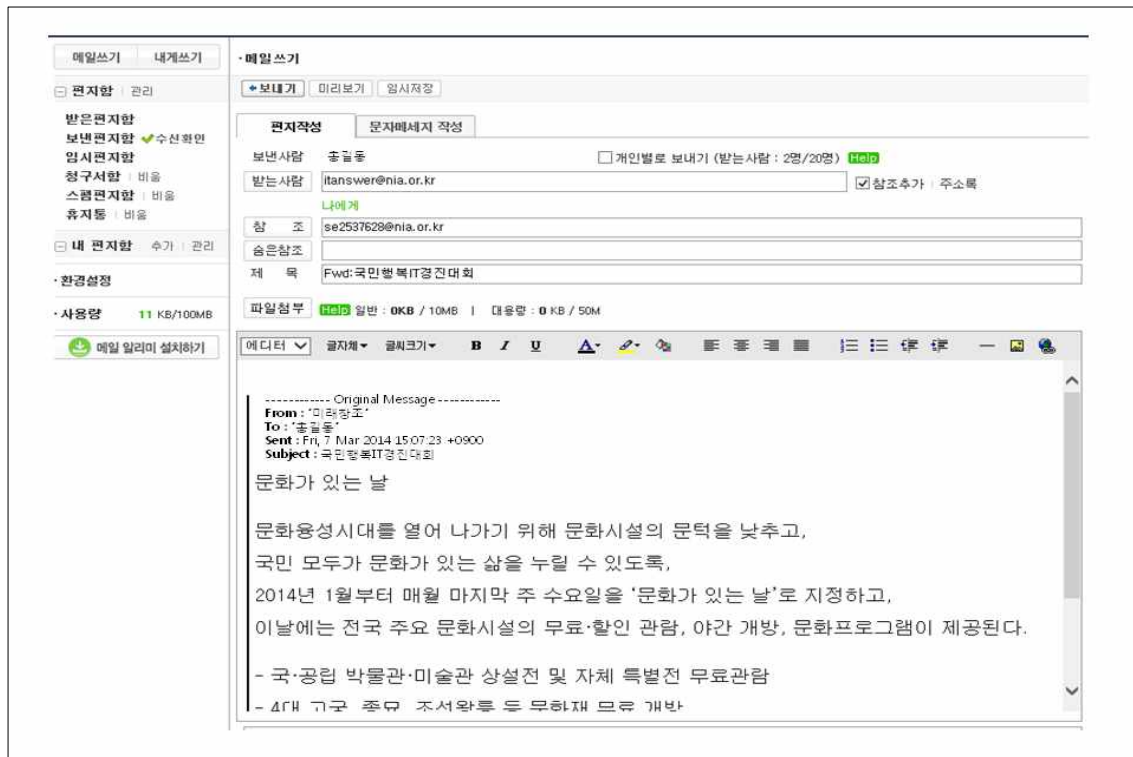 메일쓰기 내게쓰기
편지함 관리
받은편지함
보낸편지함 수신확인
임시편지함
청구서함 비움
스팸편지함 비움
휴지통 비움
내 편지함 추가 관리
·환경설정
·사용량 11 KB/100MB
메일 알리미 설치하기
·메일쓰기
보내기 미리보기 임시저장
편지작성 문자메세지 작성
보낸사람 홍길동 개인별로 보내기 (받는사람 : 2명/20명) Help
받는사람 itanswer@nia.or.kr 참조추가 주소록
나에게
참 조 se2537628@nia.or.kr
숨은참조
제 목 Fwd:국민행복IT경진대회
파일첨부 Help 일반 : 0KB / 10MB | 대용량 : 0 KB / 50M
에디터 글자체 글씨크기 B I U A
------------ Original Message ------------
From : "미래창조"
To : "홍길동"
Sent : Fri, 7 Mar 2014 15:07:23 +0900
Subject : 국민행복IT경진대회
문화가 있는 날
문화융성시대를 열어 나가기 위해 문화시설의 문턱을 낮추고,
국민 모두가 문화가 있는 삶을 누릴 수 있도록,
2014년 1월부터 매월 마지막 주 수요일을 '문화가 있는 날'로 지정하고,
이날에는 전국 주요 문화시설의 무료·할인 관람, 야간 개방, 문화프로그램이 제공된다.
- 국·공립 박물관·미술관 상설전 및 자체 특별전 무료관람
- 4대 고궁, 종묘, 조선왕릉 등 문화재 무료 개방